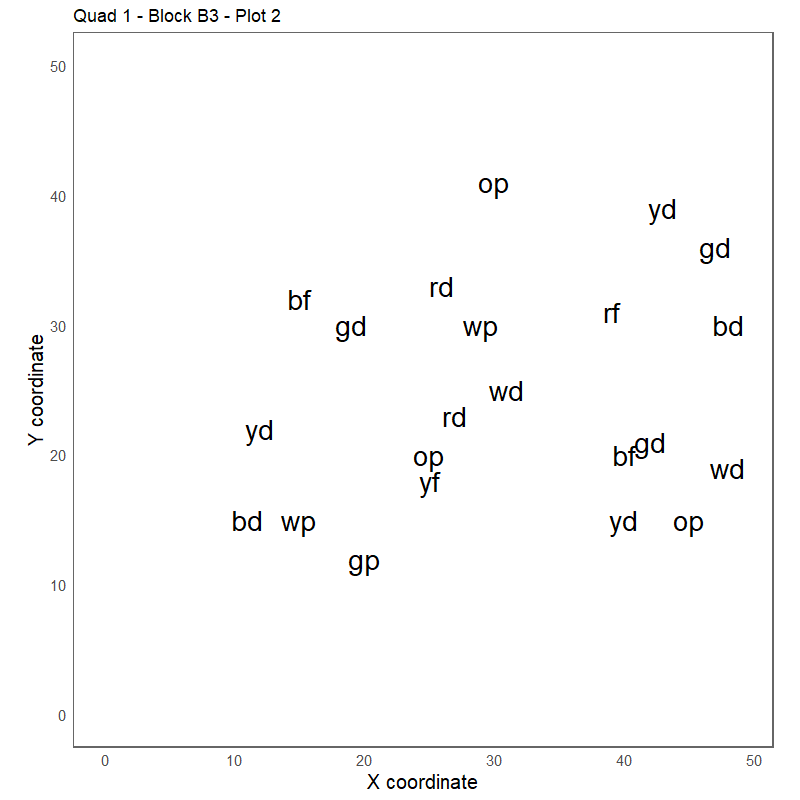 Quad 1 - Block B3 - Plot 2
50
op
40
yd
gd
rd
bf
rf
gd
wp
bd
30
wd
rd
yd
gd
op
bf
20
wd
yf
bd
wp
yd
op
gp
10
0
0 10 20 30 40 50
X coordinate
Y coordinate